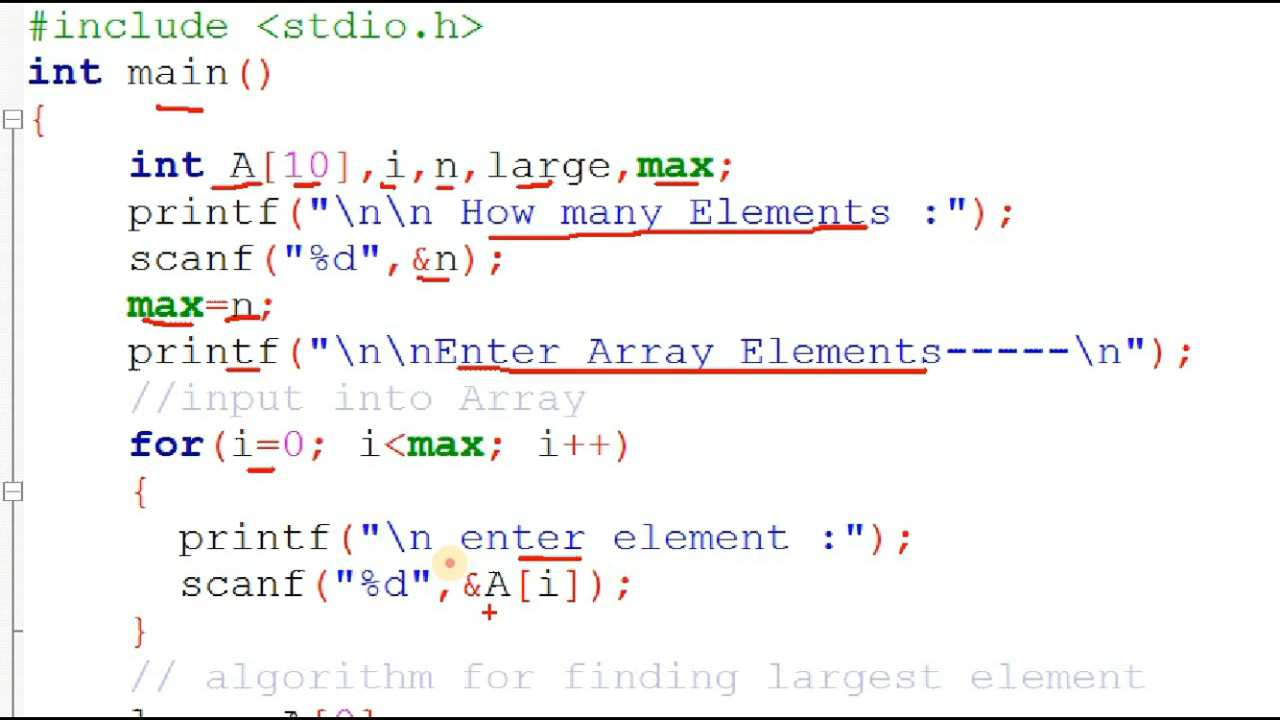 #include <stdio.h>
int main()
{
int A[10],i,n,large,max;
printf("\n\n How many Elements :");
scanf("%d",&n);
max=n;
printf("\n\nEnter Array Elements-----\n");
//input into Array
for(i=0; i<max; i++)
{
printf("\n enter element :");
scanf("%d",&A[i]);
}
// algorithm for finding largest element